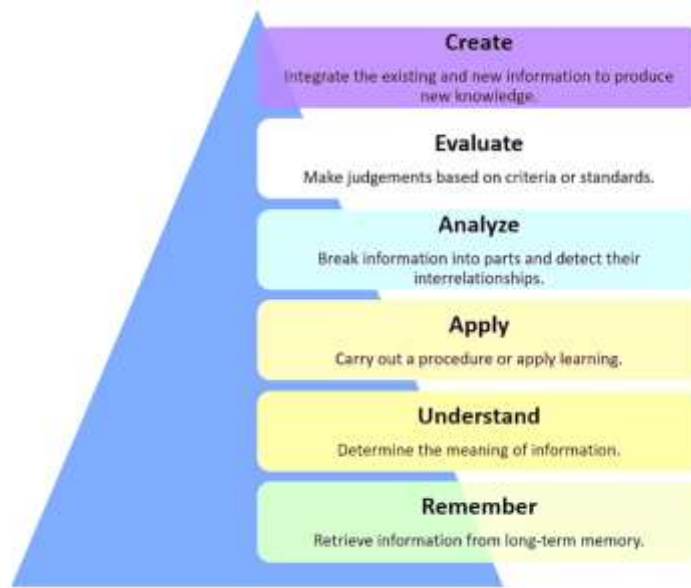 Create
Integrate the existing and new information to produce
new knowledge.
Evaluate
Make judgements based on criteria or standards.
Analyze
Break information into parts and detect their
interrelationships.
Apply
Carry out a procedure or apply learning.
Understand
Determine the meaning of information.
Remember
Retrieve information from long-term memory.